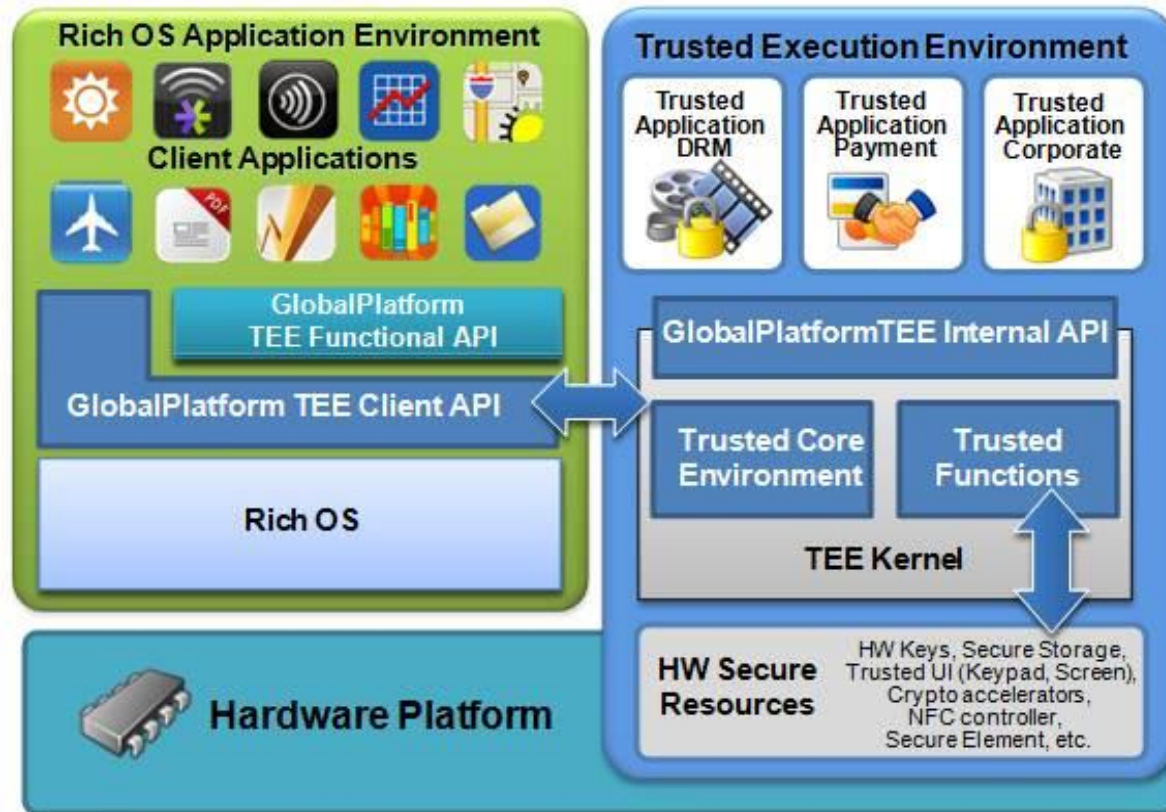 Rich OS Application Environment
Client Applications
PDF
GlobalPlatform
TEE Functional API
GlobalPlatform TEE Client API
Rich OS
Trusted Execution Environment
Trusted
Application
DRM
Trusted
Application
Payment
Trusted
Application
Corporate
GlobalPlatformTEE Internal API
Trusted Core
Environment
Trusted
Functions
TEE Kernel
HW Secure
Resources
HW Keys, Secure Storage,
Trusted UI (Keypad, Screen),
Crypto accelerators,
NFC controller,
Secure Element, etc.
Hardware Platform